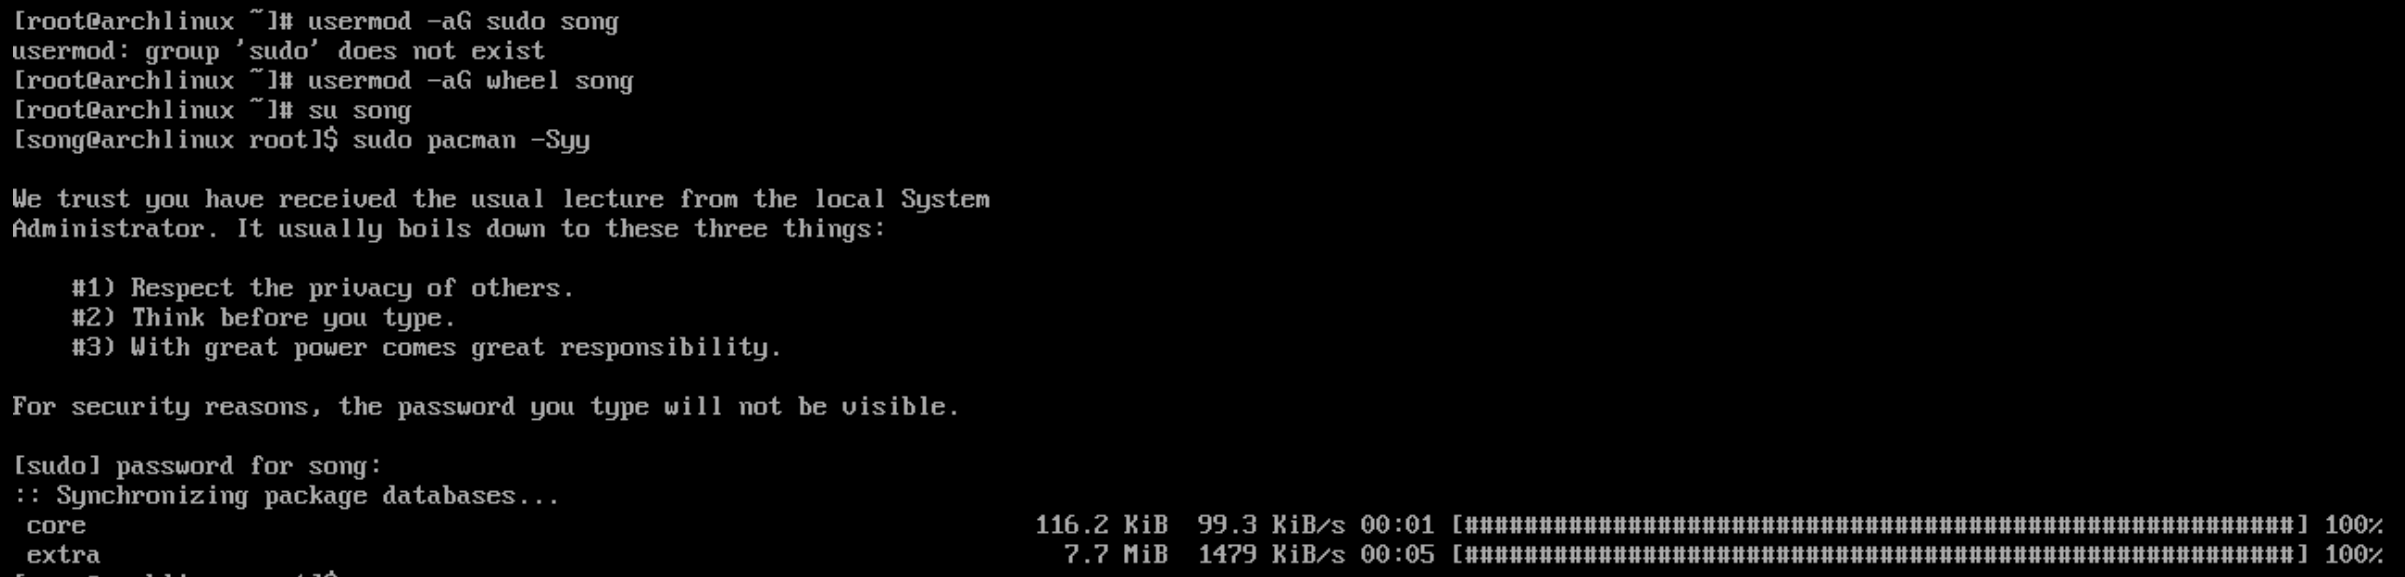 [root@archlinux ~]# usermod -aG sudo song
usermod: group 'sudo' does not exist
[root@archlinux ~]# usermod -aG wheel song
[root@archlinux ~]# su song
[song@archlinux root]$ sudo pacman -Syy
We trust you have received the usual lecture from the local System
Administrator. It usually boils down to these three things:
#1) Respect the privacy of others.
#2) Think before you type.
#3) With great power comes great responsibility.
For security reasons, the password you type will not be visible.
[sudo] password for song:
:: Synchronizing package databases...
core 116.2 KiB 99.3 KiB/s 00:01 [########################################################] 100%
extra 7.7 MiB 1479 KiB/s 00:05 [########################################################] 100%